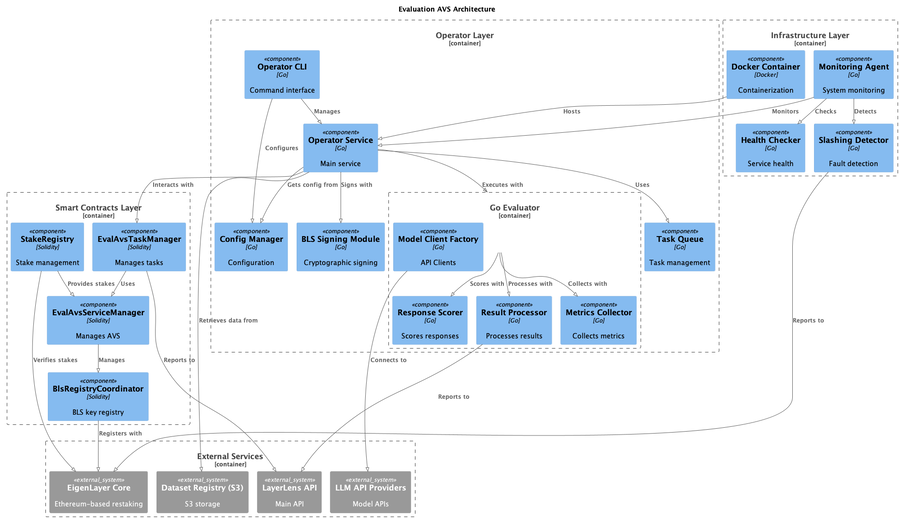 Evaluation AVS Architecture
Operator Layer
[container]
Infrastructure Layer
[container]
«component»
Operator CLI
[Go]
Command interface
«component»
Docker Container
[Docker]
Containerization
«component»
Monitoring Agent
[Go]
System monitoring
Manages
Hosts
Monitors
Checks
Detects
«component»
Operator Service
[Go]
Main service
«component»
Health Checker
[Go]
Service health
«component»
Slashing Detector
[Go]
Fault detection
Configures
Interacts with
Gets config from
Signs with
Executes with
Uses
Smart Contracts Layer
[container]
Go Evaluator
[container]
«component»
StakeRegistry
[Solidity]
Stake management
«component»
EvalAvsTaskManager
[Solidity]
Manages tasks
«component»
Config Manager
[Go]
Configuration
«component»
BLS Signing Module
[Go]
Cryptographic signing
«component»
Model Client Factory
[Go]
API Clients
«component»
Task Queue
[Go]
Task management
Provides stakes
Uses
Scores with
Processes with
Collects with
«component»
EvalAvsServiceManager
[Solidity]
Manages AVS
«component»
Response Scorer
[Go]
Scores responses
«component»
Result Processor
[Go]
Processes results
«component»
Metrics Collector
[Go]
Collects metrics
Retrieves data from
Reports to
Verifies stakes
Manages
Reports to
Connects to
«component»
BlsRegistryCoordinator
[Solidity]
BLS key registry
Reports to
Registers with
External Services
[container]
«external_system»
EigenLayer Core
Ethereum-based restaking
«external_system»
Dataset Registry (S3)
S3 storage
«external_system»
LayerLens API
Main API
«external_system»
LLM API Providers
Model APIs